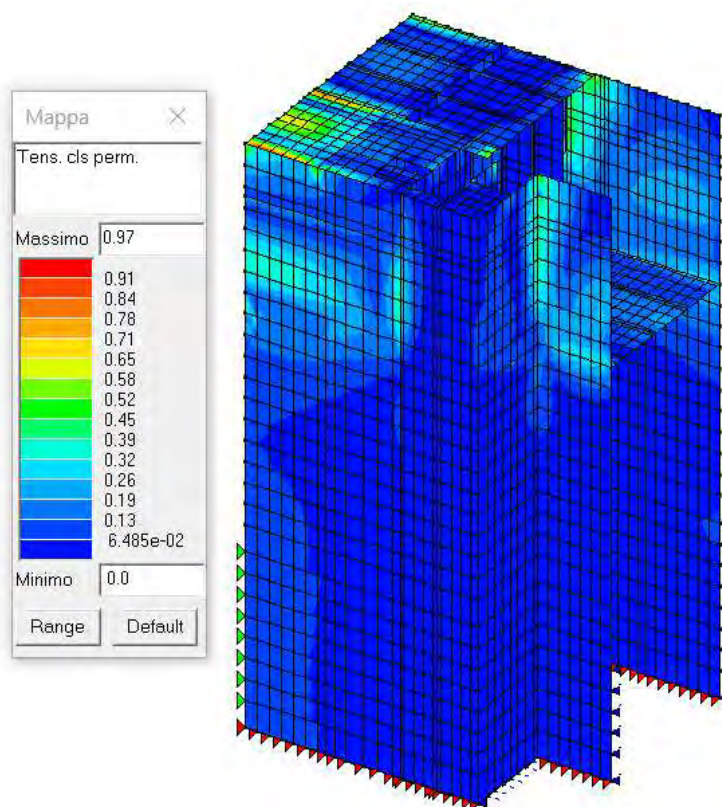 Mappa
Tens. cls perm.
Massimo 0.97
0.91
0.84
0.78
0.71
0.65
0.58
0.52
0.45
0.39
0.32
0.26
0.19
0.13
6.485e-02
Minimo 0.0
Range Default